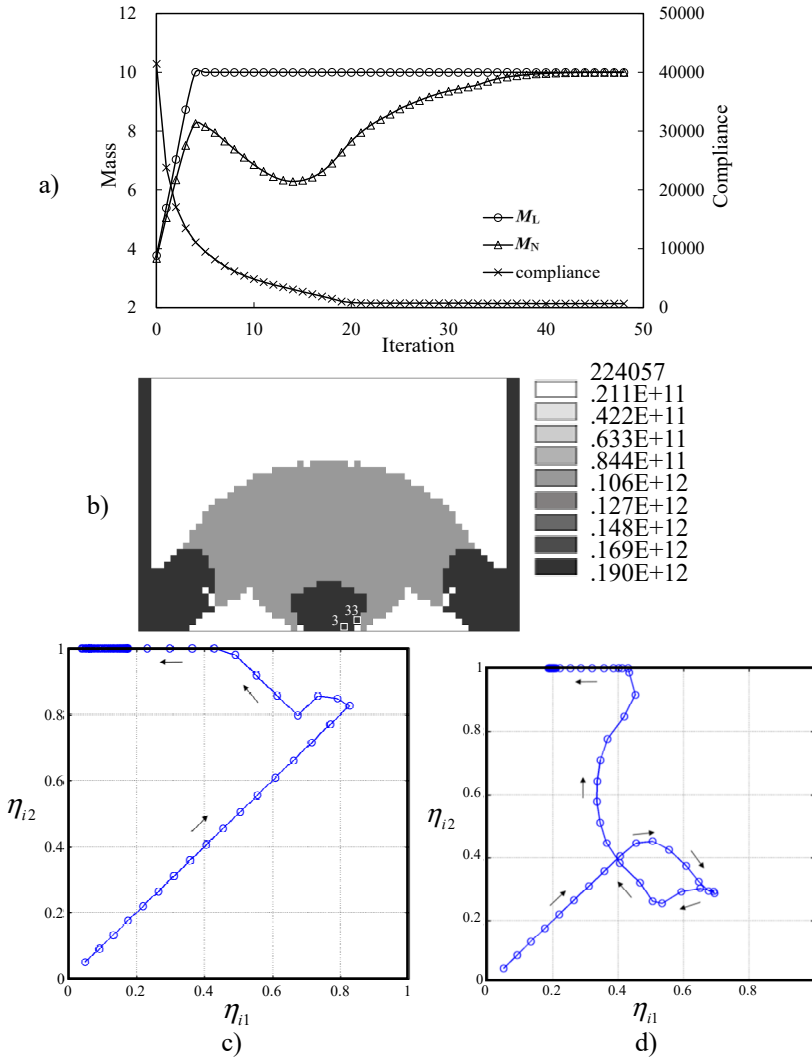 12
50000
10
40000
8
30000
6
20000
4
10000
2
0
Mass
Compliance
a)
M_L
M_N
compliance
0
10
20
30
40
50
Iteration
224057
.211E+11
.422E+11
.633E+11
.844E+11
.106E+12
.127E+12
.148E+12
.169E+12
.190E+12
b)
33
3
1
0.8
0.6
0.4
0.2
0
η_i2
0
0.2
0.4
0.6
0.8
1
η_i1
c)
1
0.8
0.6
0.4
0.2
0
η_i2
0
0.2
0.4
0.6
0.8
η_i1
d)